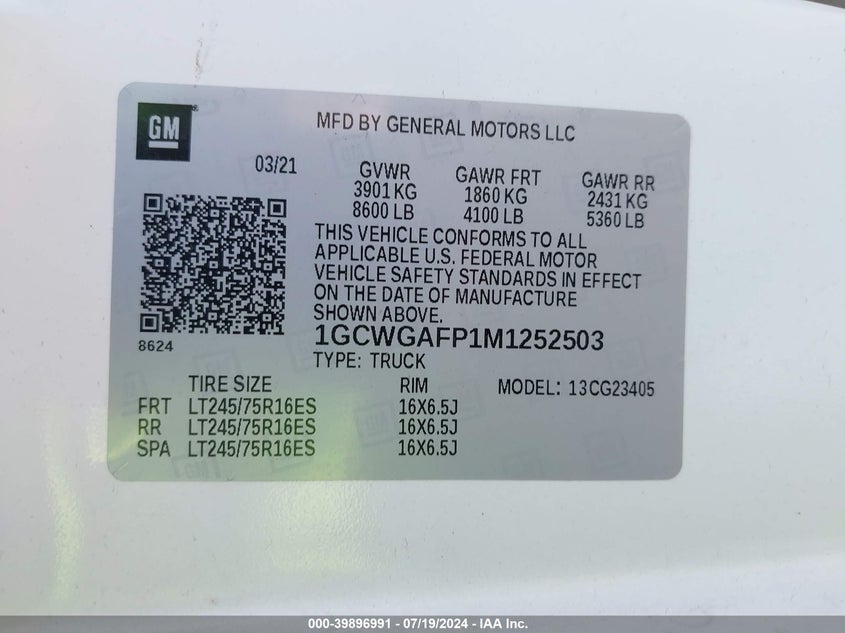 GM®
MFD BY GENERAL MOTORS LLC
03/21
GVWR GAWR FRT GAWR RR
3901 KG 1860 KG 2431 KG
8600 LB 4100 LB 5360 LB
THIS VEHICLE CONFORMS TO ALL
APPLICABLE U.S. FEDERAL MOTOR
VEHICLE SAFETY STANDARDS IN EFFECT
ON THE DATE OF MANUFACTURE
SHOWN ABOVE.
1GCWGAFP1M1252503
8624
TYPE: TRUCK
TIRE SIZE RIM MODEL: 13CG23405
FRT LT245/75R16ES 16X6.5J
RR LT245/75R16ES 16X6.5J
SPA LT245/75R16ES 16X6.5J
000-39896991 - 07/19/2024 - IAA Inc.